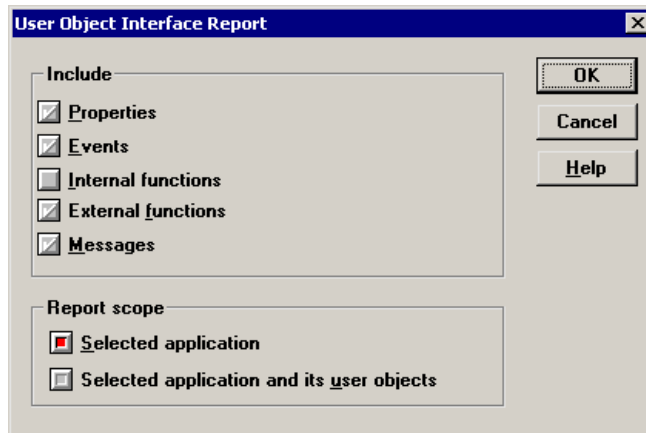 User Object Interface Report
Include
Properties
Events
Internal functions
External functions
Messages
OK
Cancel
Help
Report scope
Selected application
Selected application and its user objects